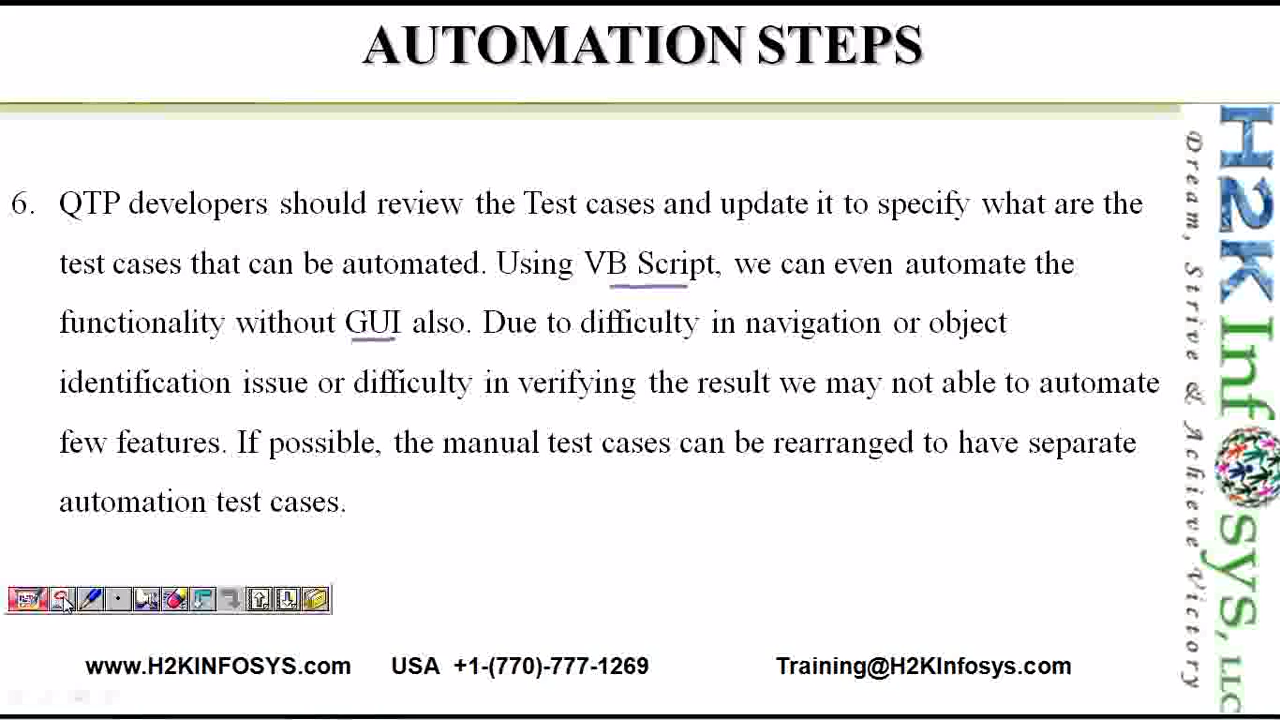 AUTOMATION STEPS
6. QTP developers should review the Test cases and update it to specify what are the
test cases that can be automated. Using VB Script, we can even automate the
functionality without GUI also. Due to difficulty in navigation or object
identification issue or difficulty in verifying the result we may not able to automate
few features. If possible, the manual test cases can be rearranged to have separate
automation test cases.
www.H2KINFOSYS.com USA +1-(770)-777-1269 Training@H2KInfosys.com
Dream, Strive & Achieve Victory
H2K Infosys, LLC